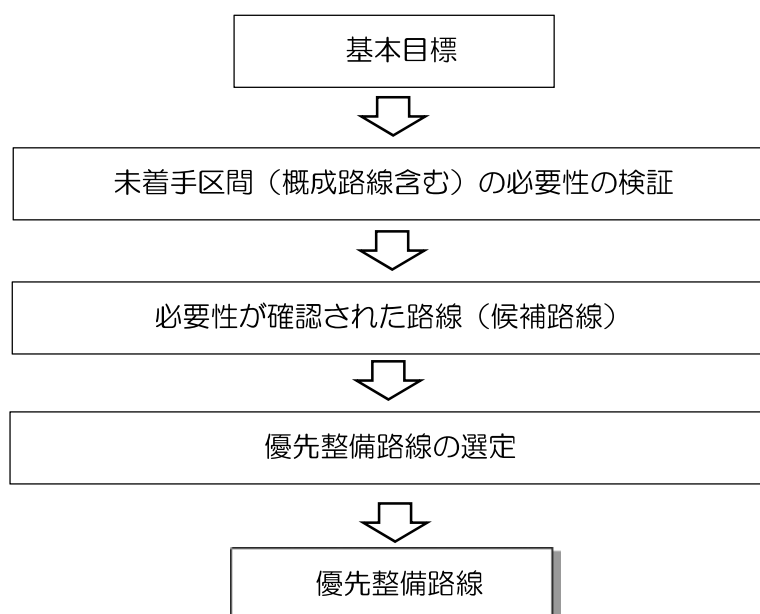 基本目標
未着手区間（概成路線含む）の必要性の検証
必要性が確認された路線（候補路線）
優先整備路線の選定
優先整備路線